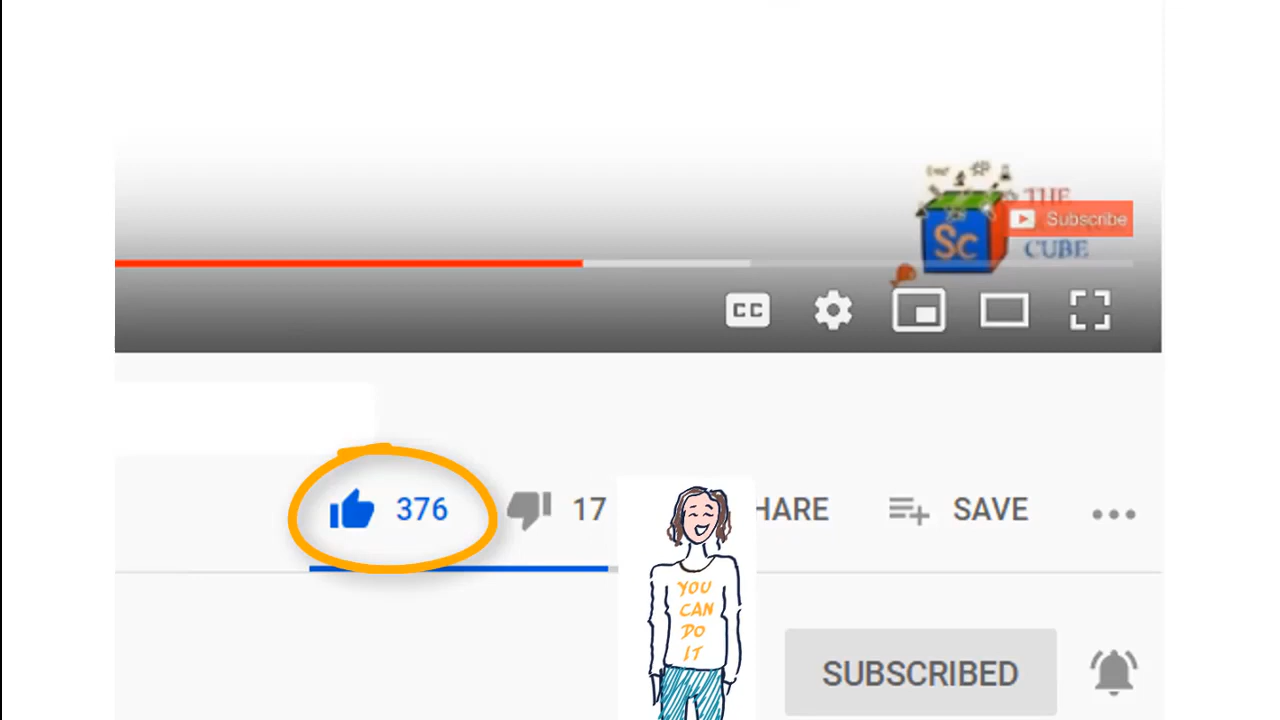 THE
Subscribe
Sc
CUBE
CC
376
17
HARE
SAVE
YOU
CAN
DO
IT
SUBSCRIBED